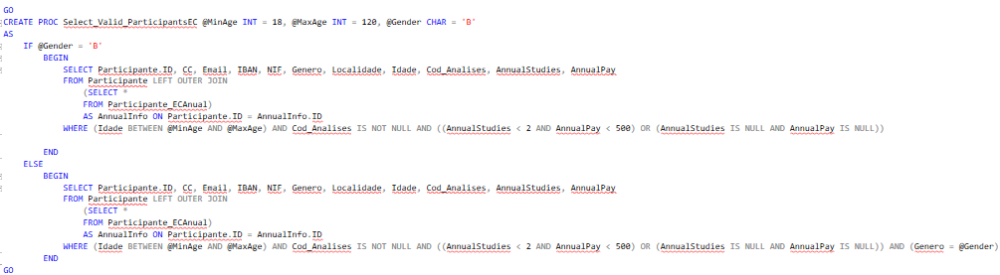 GO
CREATE PROC Select_Valid_ParticipantsEC @MinAge INT = 18, @MaxAge INT = 120, @Gender CHAR = 'B'
AS
IF @Gender = 'B'
BEGIN
SELECT Participante.ID, CC, Email, IBAN, NIF, Genero, Localidade, Idade, Cod_Analises, AnnualStudies, AnnualPay
FROM Participante LEFT OUTER JOIN
(SELECT *
FROM Participante_ECAnual)
AS AnnualInfo ON Participante.ID = AnnualInfo.ID
WHERE (Idade BETWEEN @MinAge AND @MaxAge) AND Cod_Analises IS NOT NULL AND ((AnnualStudies < 2 AND AnnualPay < 500) OR (AnnualStudies IS NULL AND AnnualPay IS NULL))
END
ELSE
BEGIN
SELECT Participante.ID, CC, Email, IBAN, NIF, Genero, Localidade, Idade, Cod_Analises, AnnualStudies, AnnualPay
FROM Participante LEFT OUTER JOIN
(SELECT *
FROM Participante_ECAnual)
AS AnnualInfo ON Participante.ID = AnnualInfo.ID
WHERE (Idade BETWEEN @MinAge AND @MaxAge) AND Cod_Analises IS NOT NULL AND ((AnnualStudies < 2 AND AnnualPay < 500) OR (AnnualStudies IS NULL AND AnnualPay IS NULL)) AND (Genero = @Gender)
END
GO